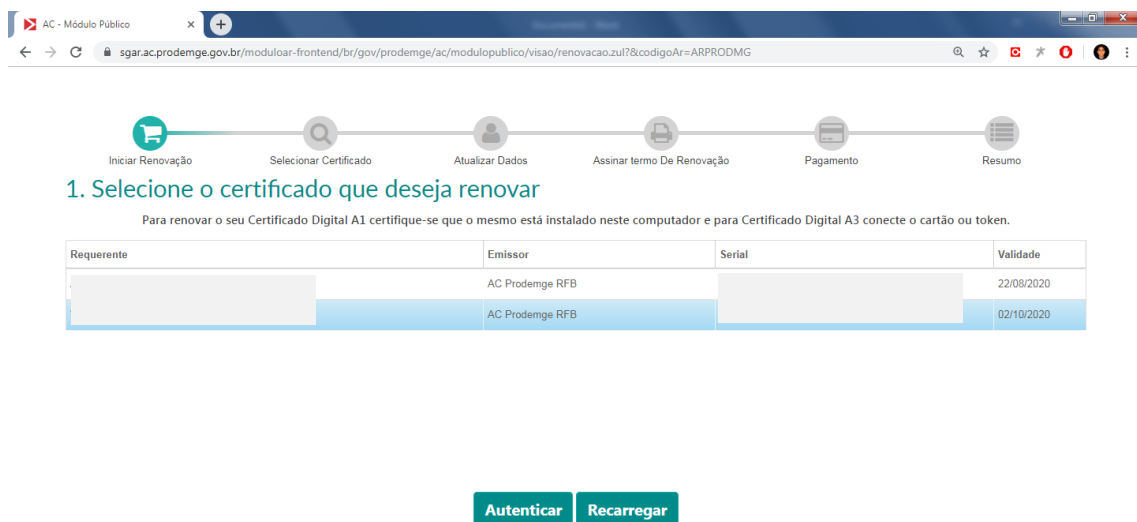 AC - Módulo Público
sgar.ac.prodemge.gov.br/moduloar-frontend/br/gov/prodemge/ac/modulopublico/visao/renovacao.zul?&codigoAr=ARPRODMG
Iniciar Renovação Selecionar Certificado Atualizar Dados Assinar termo De Renovação Pagamento Resumo
1. Selecione o certificado que deseja renovar
Para renovar o seu Certificado Digital A1 certifique-se que o mesmo está instalado neste computador e para Certificado Digital A3 conecte o cartão ou token.
Requerente Emissor Serial Validade
AC Prodemge RFB 22/08/2020
AC Prodemge RFB 02/10/2020
Autenticar Recarregar